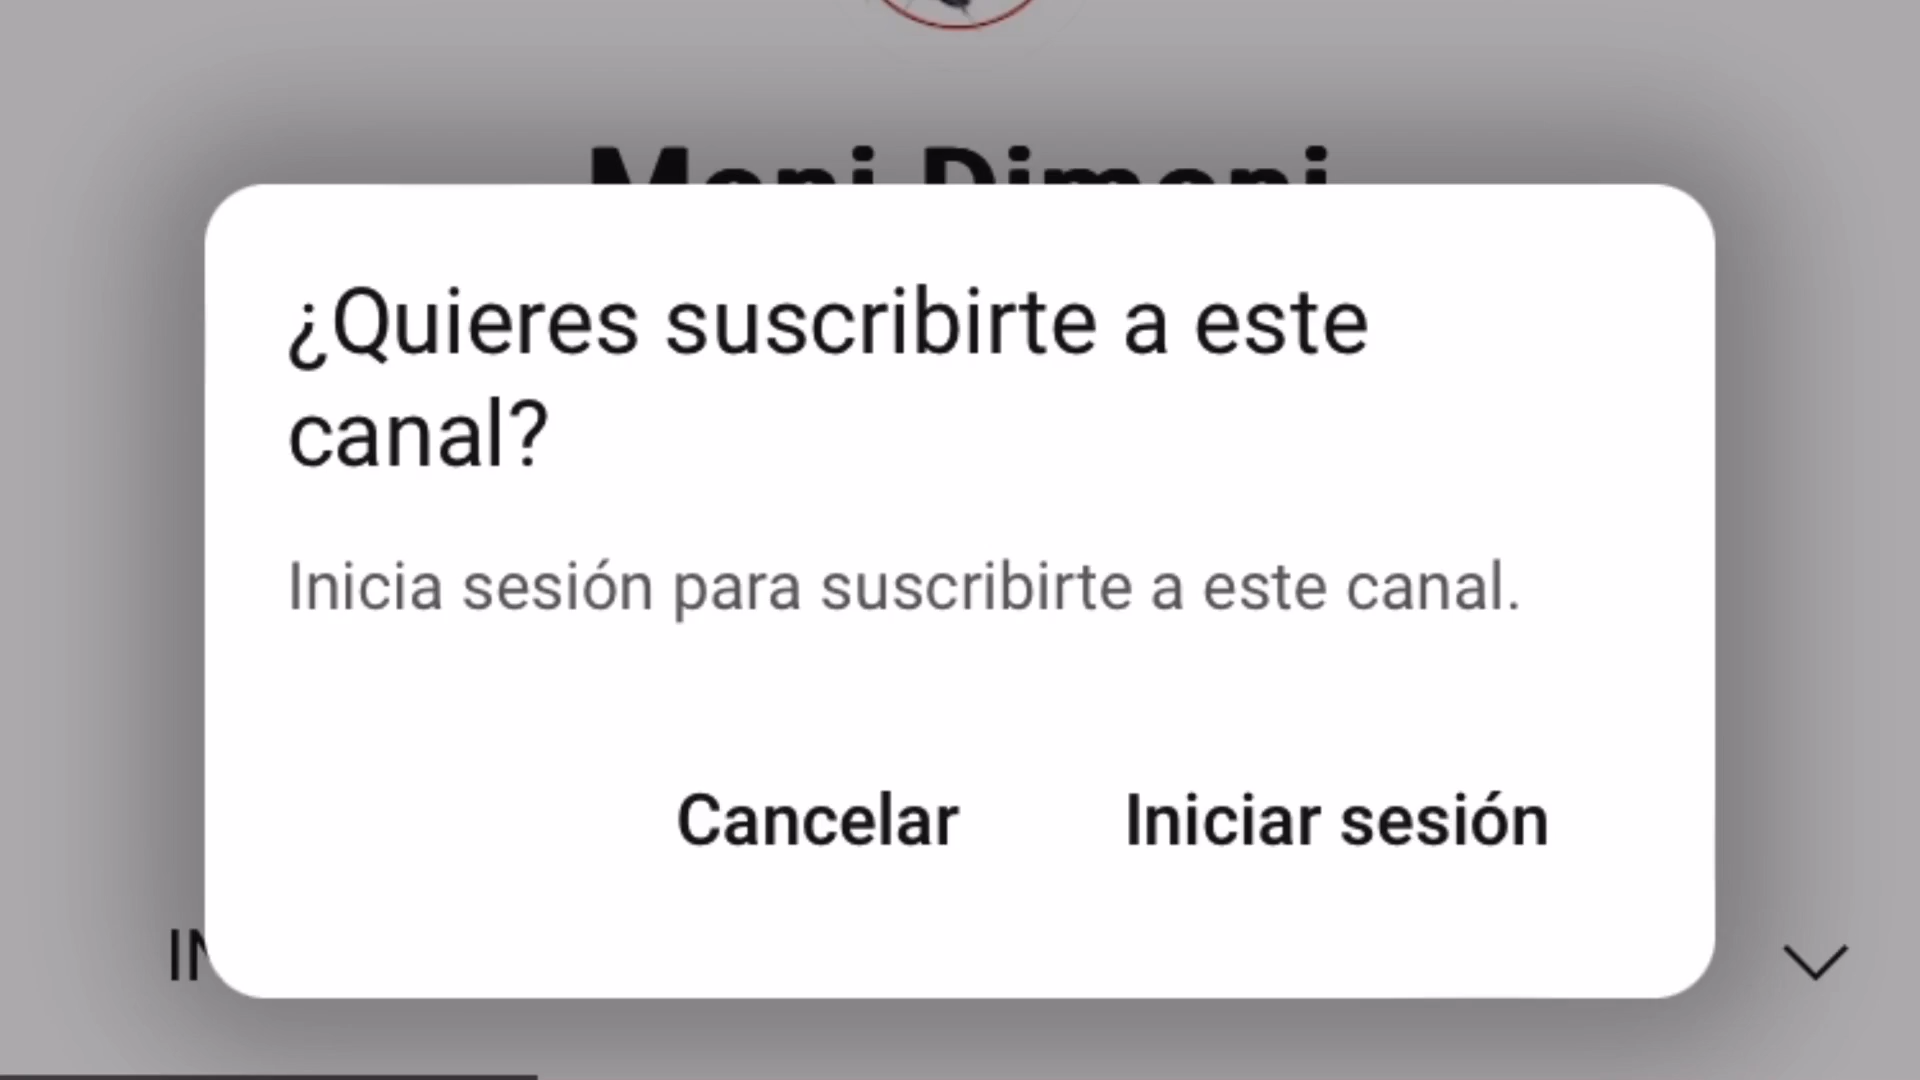 ¿Quieres suscribirte a este
canal?
Inicia sesión para suscribirte a este canal.
Cancelar
Iniciar sesión